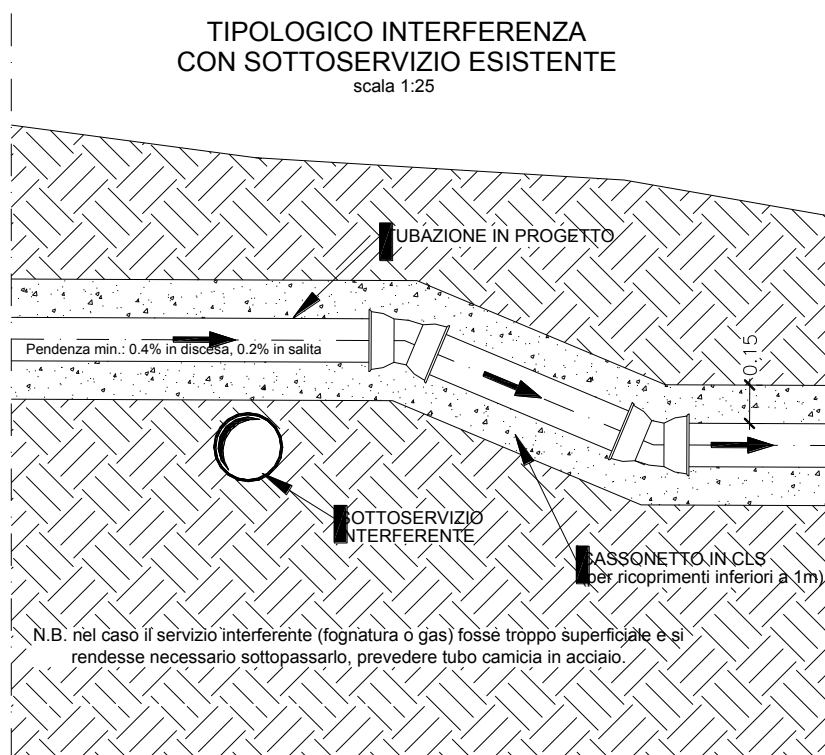 TIPOLOGICO INTERFERENZA
CON SOTTOSERVIZIO ESISTENTE
scala 1:25
TUBAZIONE IN PROGETTO
Pendenza min.: 0.4% in discesa, 0.2% in salita
0,15
SOTTOSERVIZIO
INTERFERENTE
CASSONETTO IN CLS
(per ricoprimenti inferiori a 1m)
N.B. nel caso il servizio interferente (fognatura o gas) fosse troppo superficiale e si
rendesse necessario sottopassarlo, prevedere tubo camicia in acciaio.